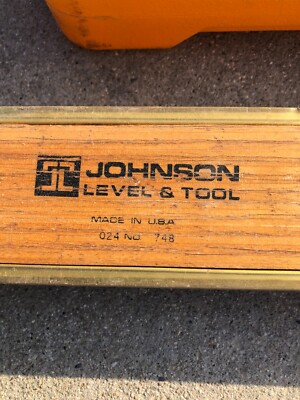 JOHNSON
LEVEL & TOOL
MADE IN U.S.A
024 NO. 748